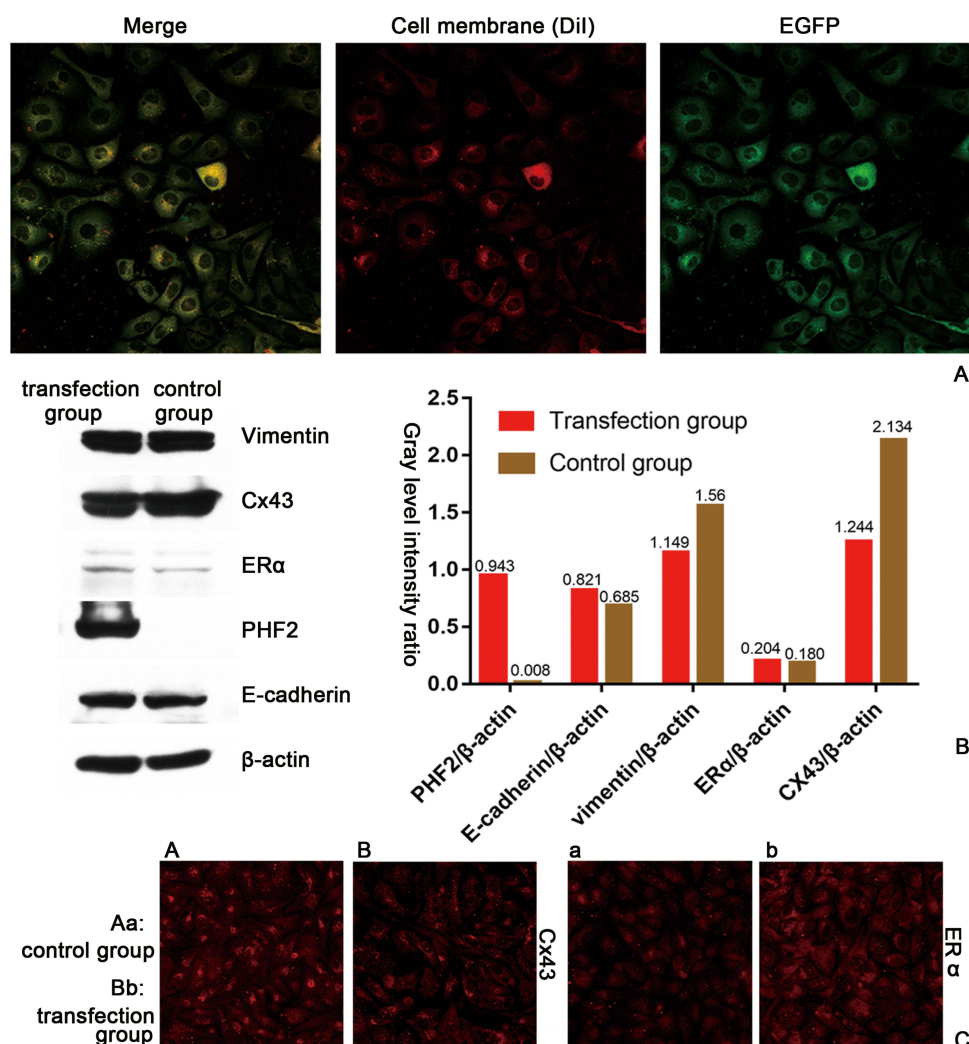 Merge
Cell membrane (DiI)
EGFP
A
transfection group
control group
Vimentin
Cx43
ERα
PHF2
E-cadherin
β-actin
Gray level intensity ratio
2.5
2.0
1.5
1.0
0.5
0.0
Transfection group
Control group
0.943
0.008
0.821
0.685
1.149
1.56
0.204
0.180
1.244
2.134
PHF2/β-actin
E-cadherin/β-actin
vimentin/β-actin
ERα/β-actin
CX43/β-actin
B
A
B
a
b
Aa:
control group
Bb:
transfection
group
Cx43
ER α
C